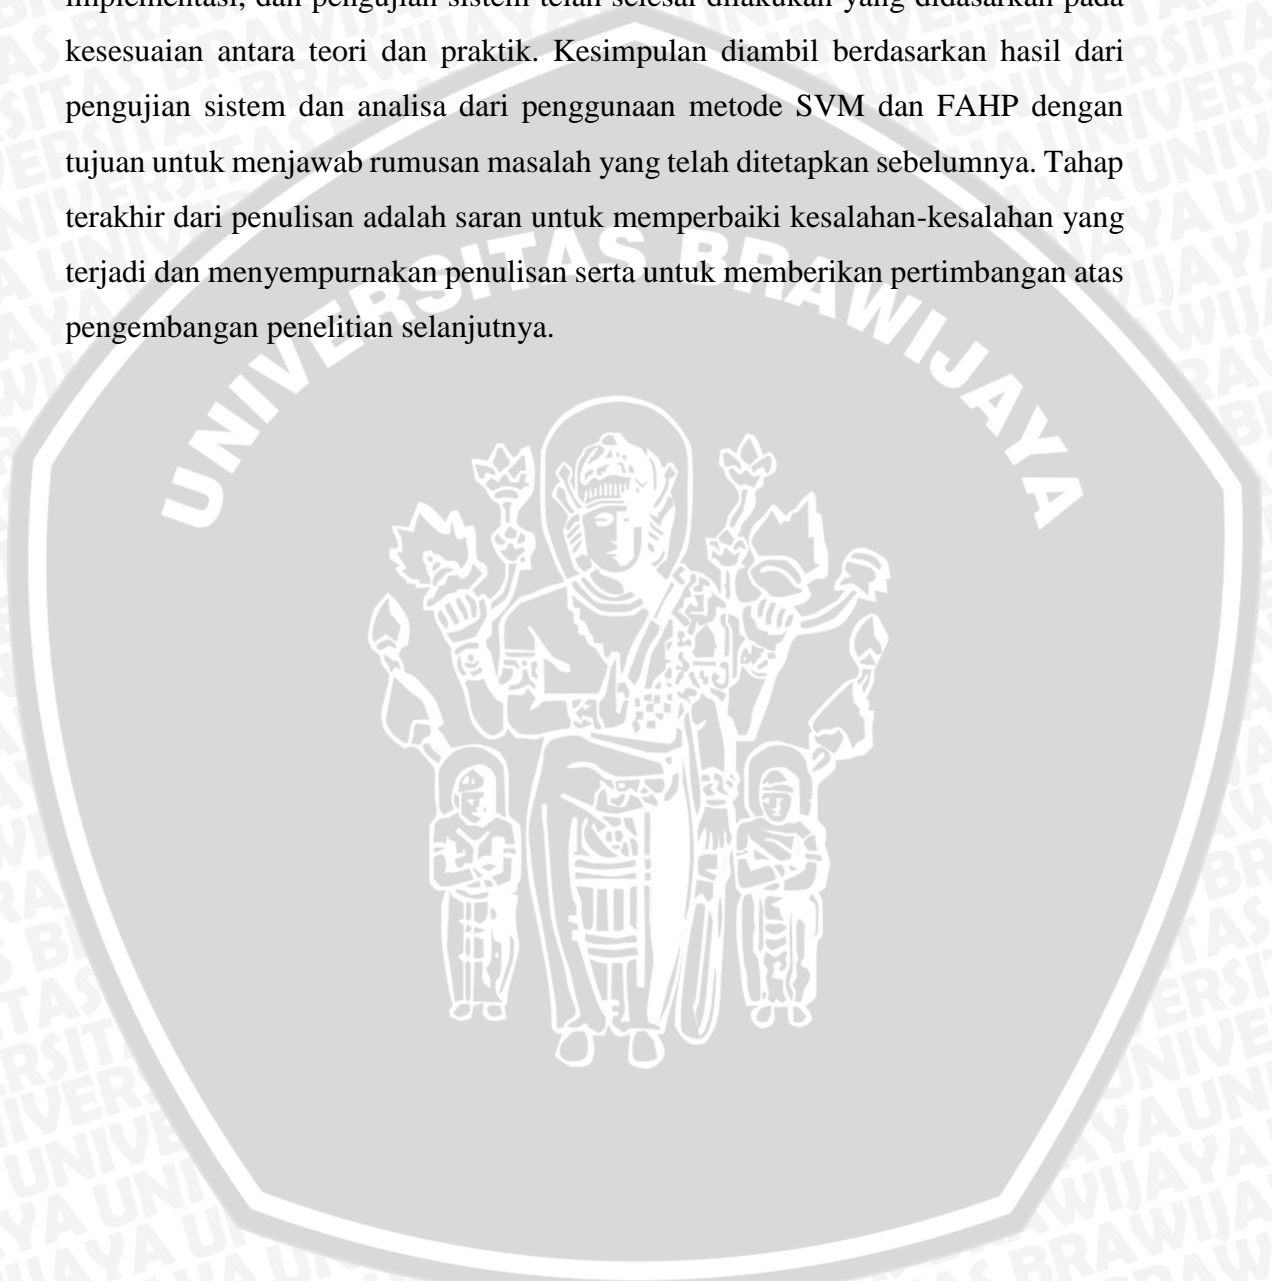 implementasi, dan pengujian sistem telah selesai dilakukan yang didasarkan pada
kesesuaian antara teori dan praktik. Kesimpulan diambil berdasarkan hasil dari
pengujian sistem dan analisa dari penggunaan metode SVM dan FAHP dengan
tujuan untuk menjawab rumusan masalah yang telah ditetapkan sebelumnya. Tahap
terakhir dari penulisan adalah saran untuk memperbaiki kesalahan-kesalahan yang
terjadi dan menyempurnakan penulisan serta untuk memberikan pertimbangan atas
pengembangan penelitian selanjutnya.
UNIVERSITAS BRAWIJAYA